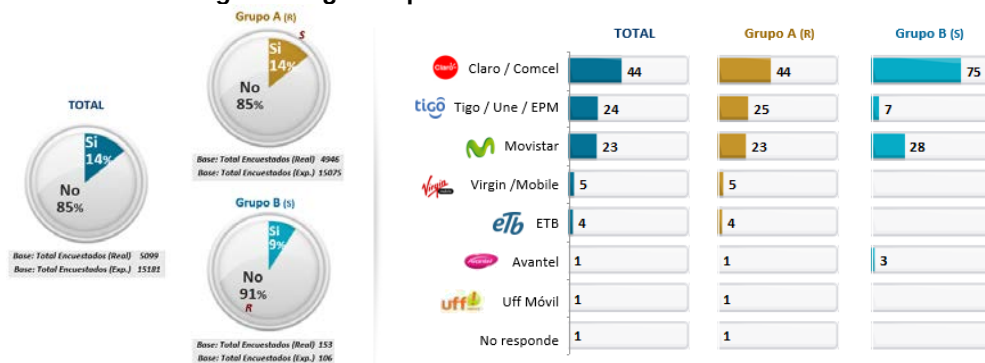 Grupo A (R)
S
Si
14%
No
85%
Base: Total Encuestados (Real) 4946
Base: Total Encuestados (Exp.) 15075
TOTAL
Si
14%
No
85%
Base: Total Encuestados (Real) 5099
Base: Total Encuestados (Exp.) 15181
Grupo B (S)
Si
9%
No
91%
R
Base: Total Encuestados (Real) 153
Base: Total Encuestados (Exp.) 106
TOTAL Grupo A (R) Grupo B (S)
Claro Claro / Comcel 44 44 75
tigo Tigo / Une / EPM 24 25 7
Movistar 23 23 28
Virgin Virgin /Mobile 5 5
eTb ETB 4 4
Avantel Avantel 1 1 3
uff! Uff Móvil 1 1
No responde 1 1